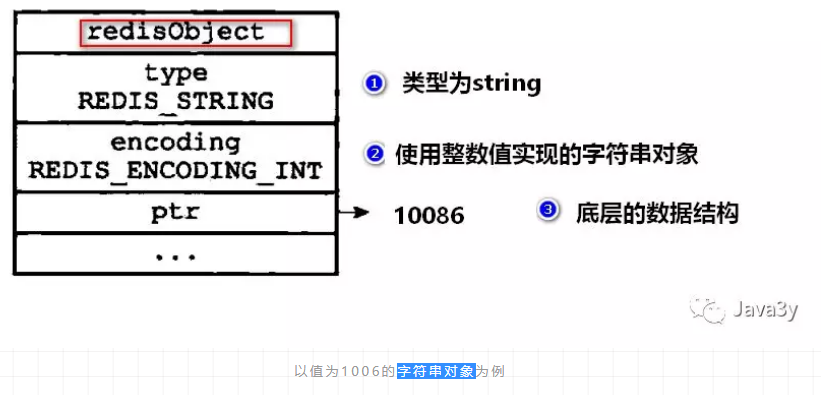 redisObject
type
REDIS_STRING
① 类型为string
encoding
REDIS_ENCODING_INT
② 使用整数值实现的字符串对象
ptr
10086
③ 底层的数据结构
...
Java3y
以值为1006的字符串对象为例